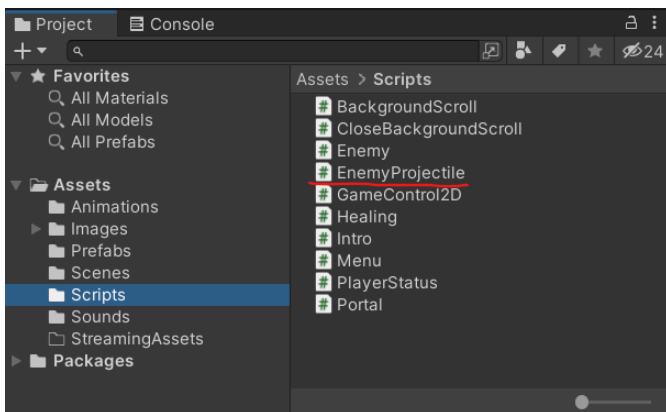 Project
Console
24
Favorites
All Materials
All Models
All Prefabs
Assets
Animations
Images
Prefabs
Scenes
Scripts
Sounds
StreamingAssets
Packages
Assets > Scripts
BackgroundScroll
CloseBackgroundScroll
Enemy
EnemyProjectile
GameControl2D
Healing
Intro
Menu
PlayerStatus
Portal